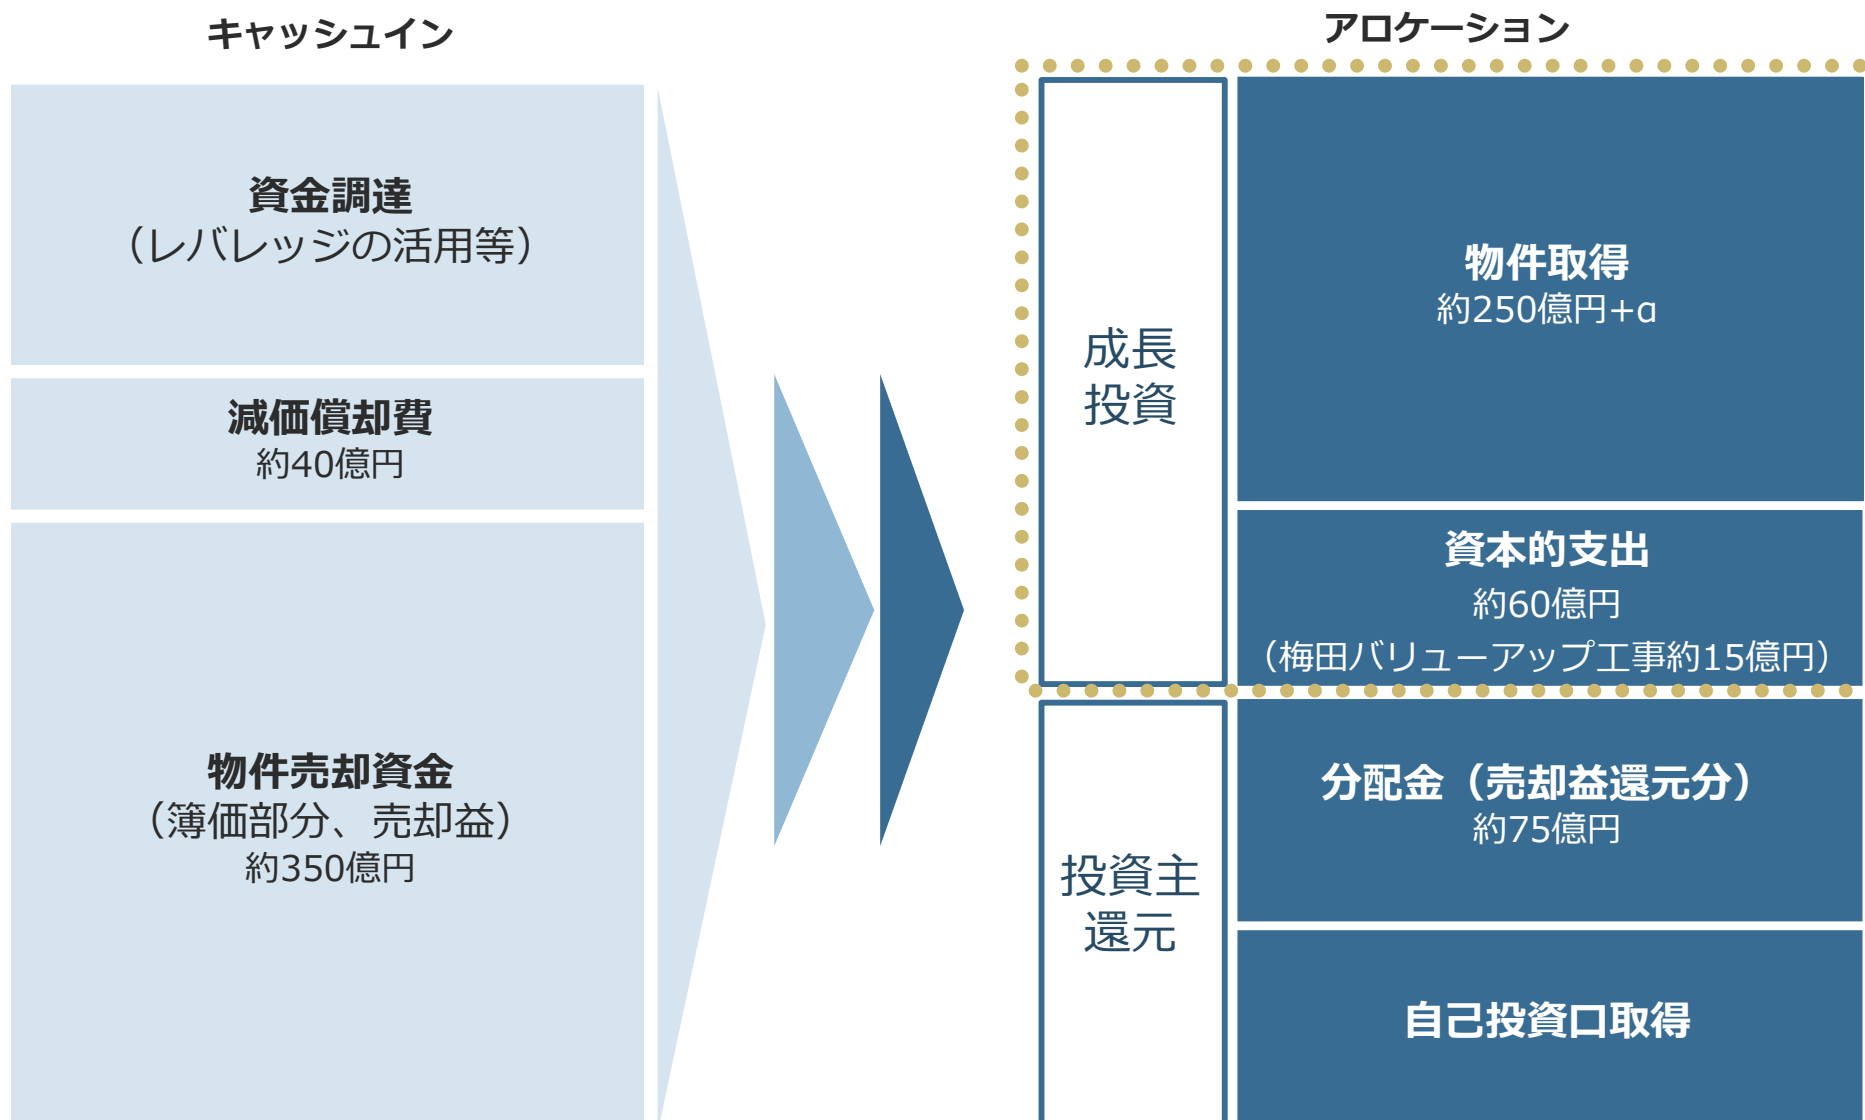 キャッシュイン
資金調達
（レバレッジの活用等）
減価償却費
約40億円
物件売却資金
（簿価部分、売却益）
約350億円
アロケーション
成長
投資
物件取得
約250億円+α
資本的支出
約60億円
（梅田バリューアップ工事約15億円）
投資主
還元
分配金（売却益還元分）
約75億円
自己投資口取得